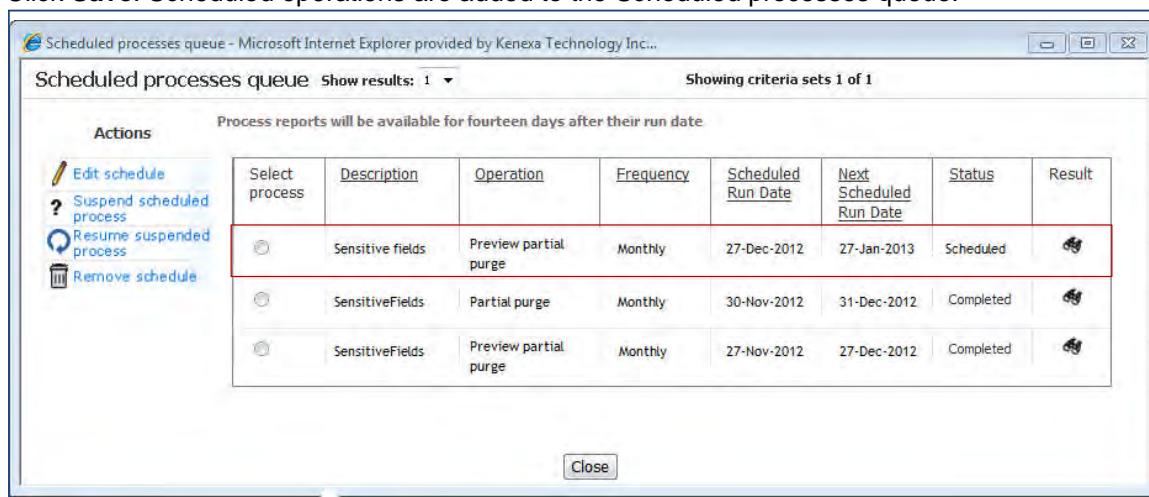 Click Save. Scheduled operations are added to the Scheduled processes queue.
Scheduled processes queue - Microsoft Internet Explorer provided by Kenexa Technology Inc...
Scheduled processes queue Show results: 1 Showing criteria sets 1 of 1
Actions
Process reports will be available for fourteen days after their run date
Edit schedule
Suspend scheduled
process
Resume suspended
process
Remove schedule
Select process Description Operation Frequency Scheduled Run Date Next Scheduled Run Date Status Result
Sensitive fields Preview partial purge Monthly 27-Dec-2012 27-Jan-2013 Scheduled
SensitiveFields Partial purge Monthly 30-Nov-2012 31-Dec-2012 Completed
SensitiveFields Preview partial purge Monthly 27-Nov-2012 27-Dec-2012 Completed
Close